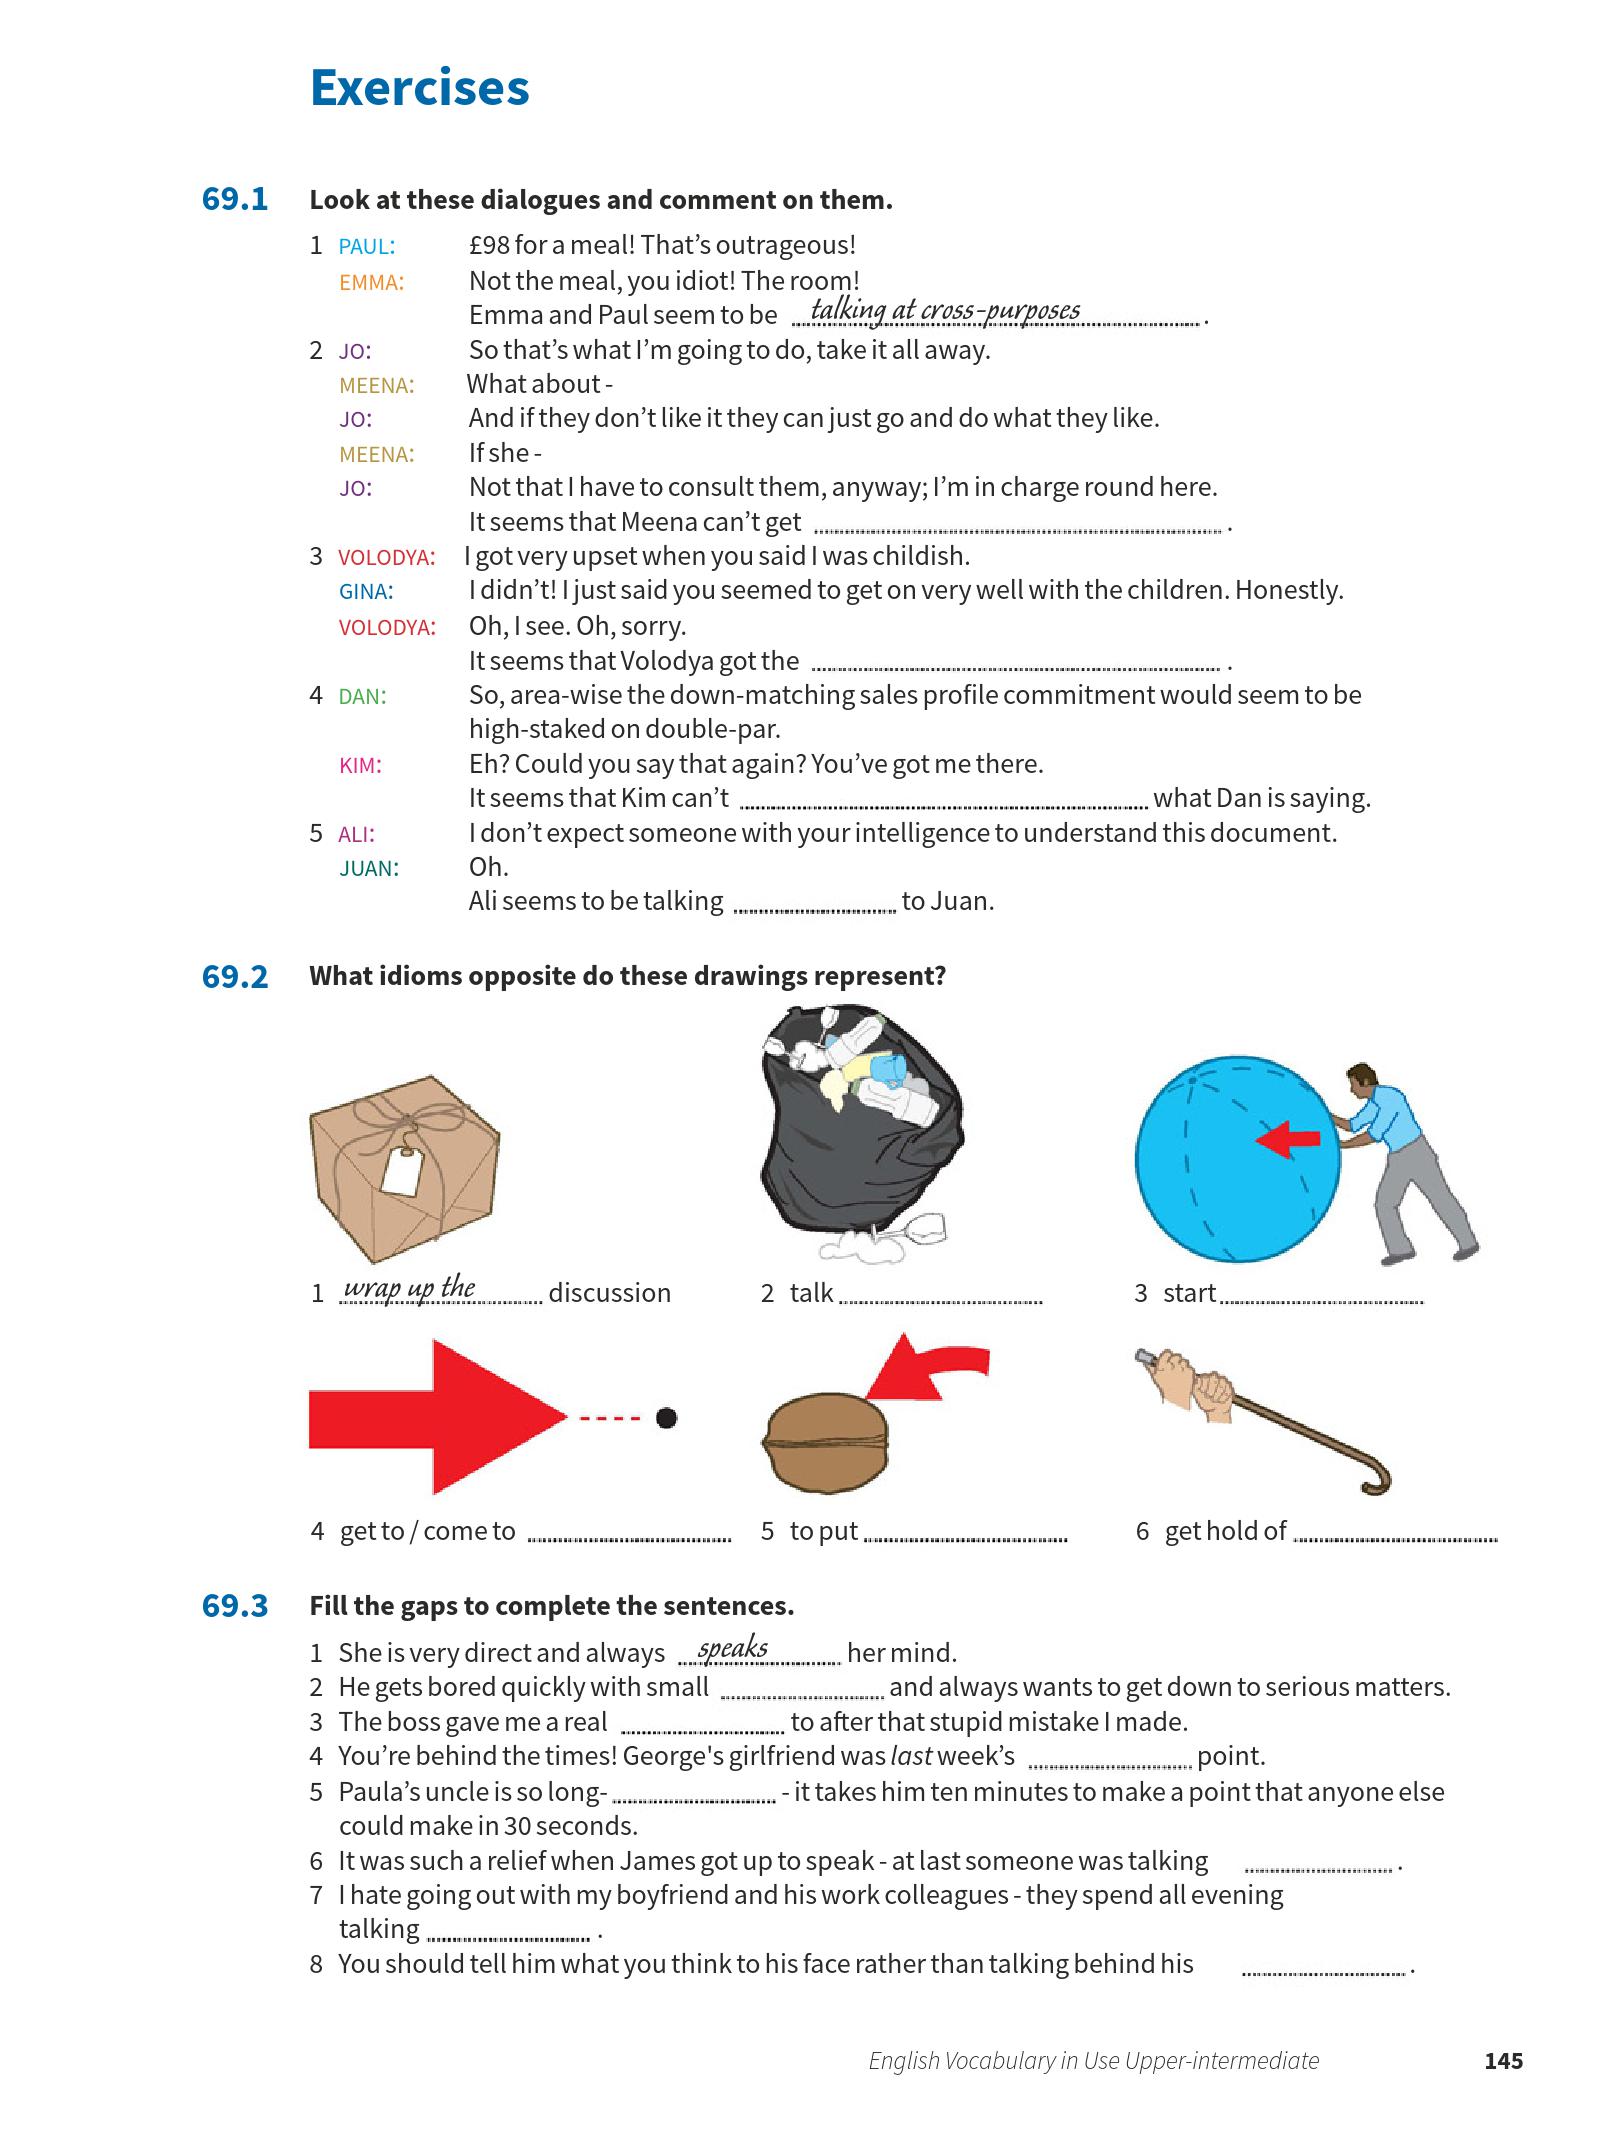 Exercises
69.1 Look at these dialogues and comment on them.
1 PAUL: £98 for a meal! That's outrageous!
EMMA: Not the meal, you idiot! The room!
Emma and Paul seem to be talking at cross-purposes .
2 JO: So that's what I'm going to do, take it all away.
MEENA: What about -
JO: And if they don't like it they can just go and do what they like.
MEENA: If she -
JO: Not that I have to consult them, anyway; I'm in charge round here.
It seems that Meena can't get .
3 VOLODYA: I got very upset when you said I was childish.
GINA: I didn't! I just said you seemed to get on very well with the children. Honestly.
VOLODYA: Oh, I see. Oh, sorry.
It seems that Volodya got the .
4 DAN: So, area-wise the down-matching sales profile commitment would seem to be
high-staked on double-par.
KIM: Eh? Could you say that again? You've got me there.
It seems that Kim can't what Dan is saying.
5 ALI: I don't expect someone with your intelligence to understand this document.
JUAN: Oh.
Ali seems to be talking to Juan.
69.2 What idioms opposite do these drawings represent?
1 wrap up the discussion
2 talk
3 start
4 get to / come to
5 to put
6 get hold of
69.3 Fill the gaps to complete the sentences.
1 She is very direct and always speaks her mind.
2 He gets bored quickly with small and always wants to get down to serious matters.
3 The boss gave me a real to after that stupid mistake I made.
4 You're behind the times! George's girlfriend was last week's point.
5 Paula's uncle is so long- - it takes him ten minutes to make a point that anyone else
could make in 30 seconds.
6 It was such a relief when James got up to speak - at last someone was talking .
7 I hate going out with my boyfriend and his work colleagues - they spend all evening
talking .
8 You should tell him what you think to his face rather than talking behind his .
English Vocabulary in Use Upper-intermediate 145